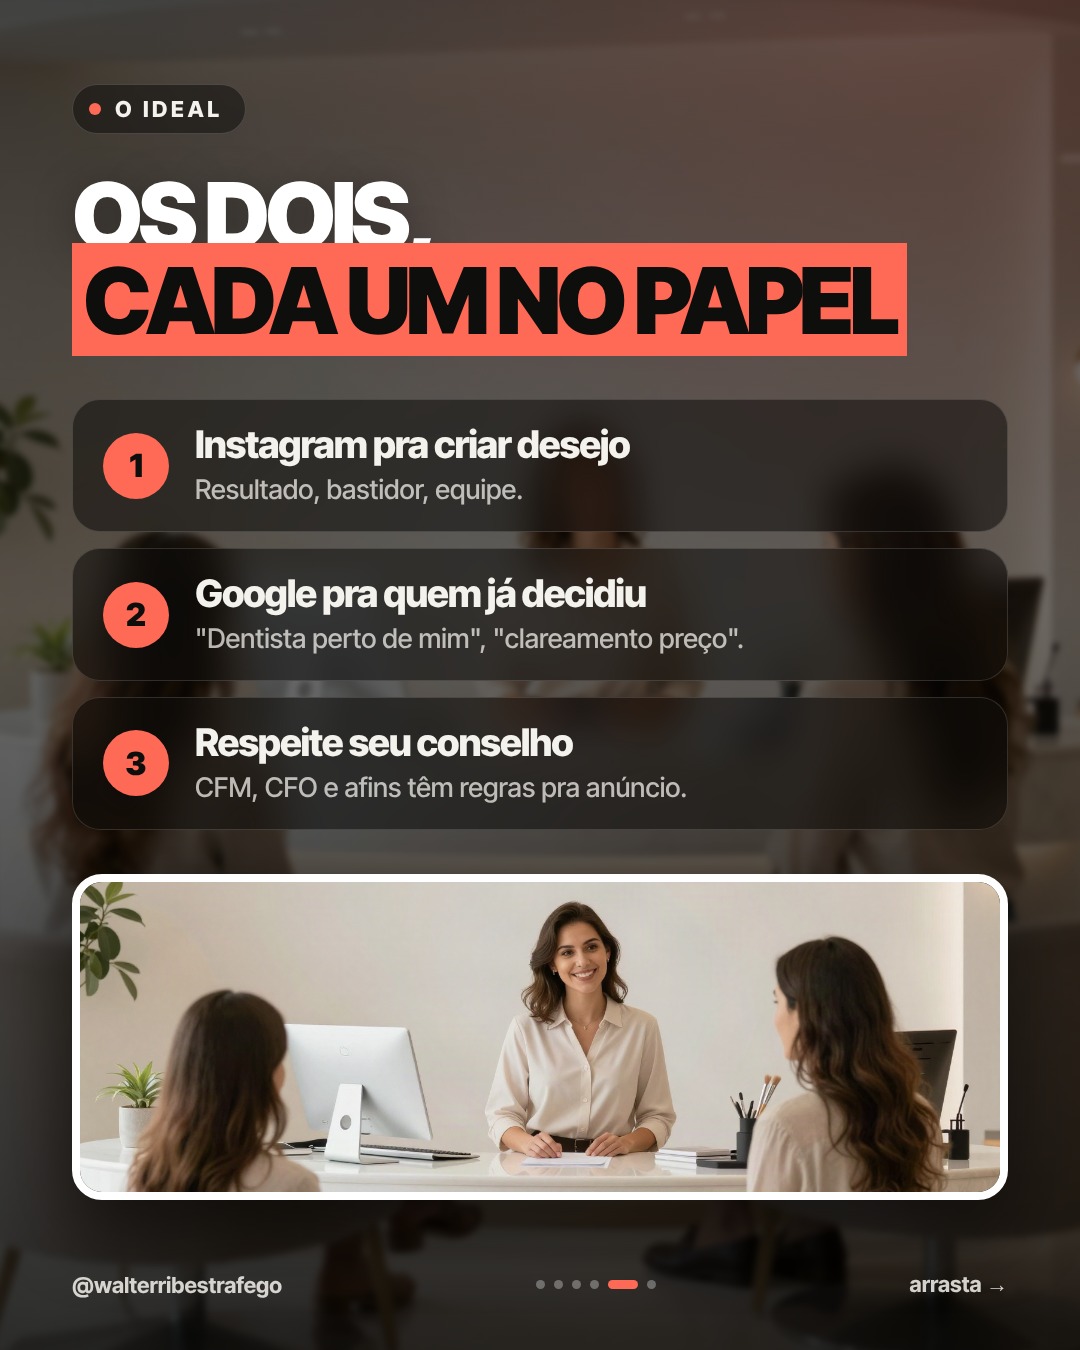 O IDEAL
OS DOIS,
CADA UM NO PAPEL
1
Instagram pra criar desejo
Resultado, bastidor, equipe.
2
Google pra quem já decidiu
"Dentista perto de mim", "clareamento preço".
3
Respeite seu conselho
CFM, CFO e afins têm regras pra anúncio.
@walterribestrafego
arrasta →